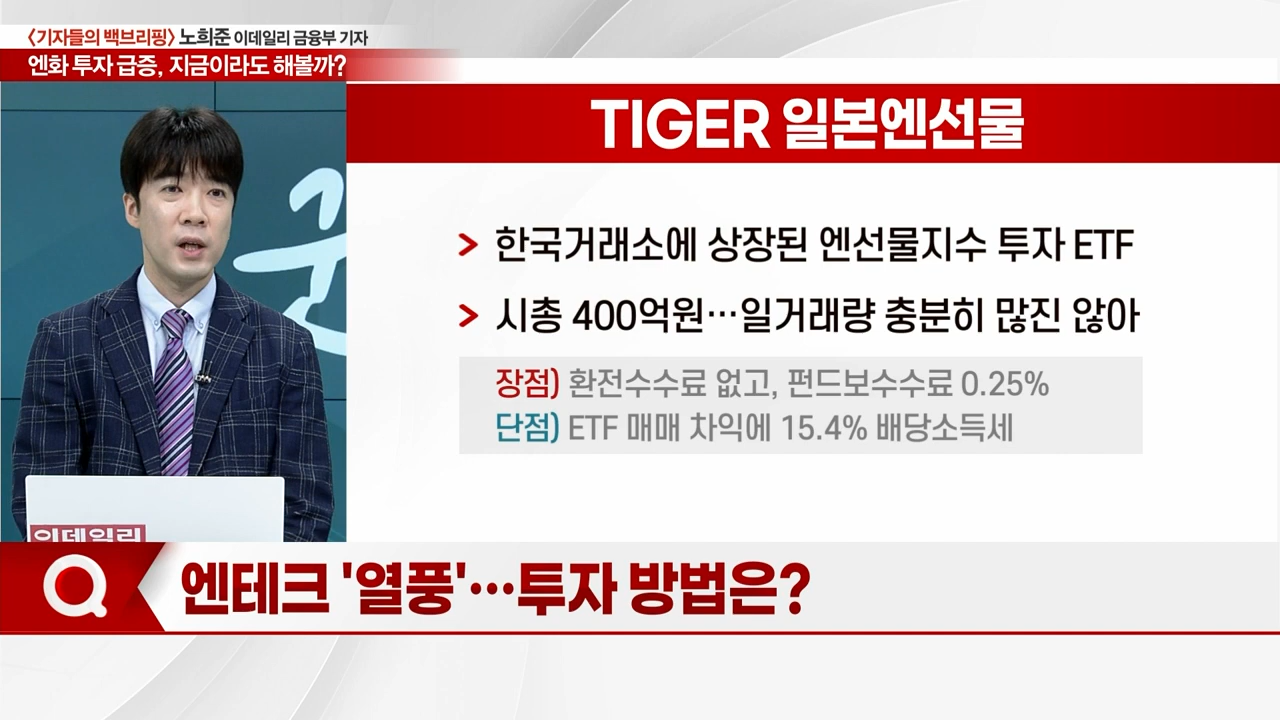 <기자들의 백브리핑> 노희준 이데일리 금융부 기자
엔화 투자 급증, 지금이라도 해볼까?
TIGER 일본엔선물
> 한국거래소에 상장된 엔선물지수 투자 ETF
> 시총 400억원…일거래량 충분히 많진 않아
장점) 환전수수료 없고, 펀드보수수료 0.25%
단점) ETF 매매 차익에 15.4% 배당소득세
이데일리
Q 엔테크 '열풍'…투자 방법은?